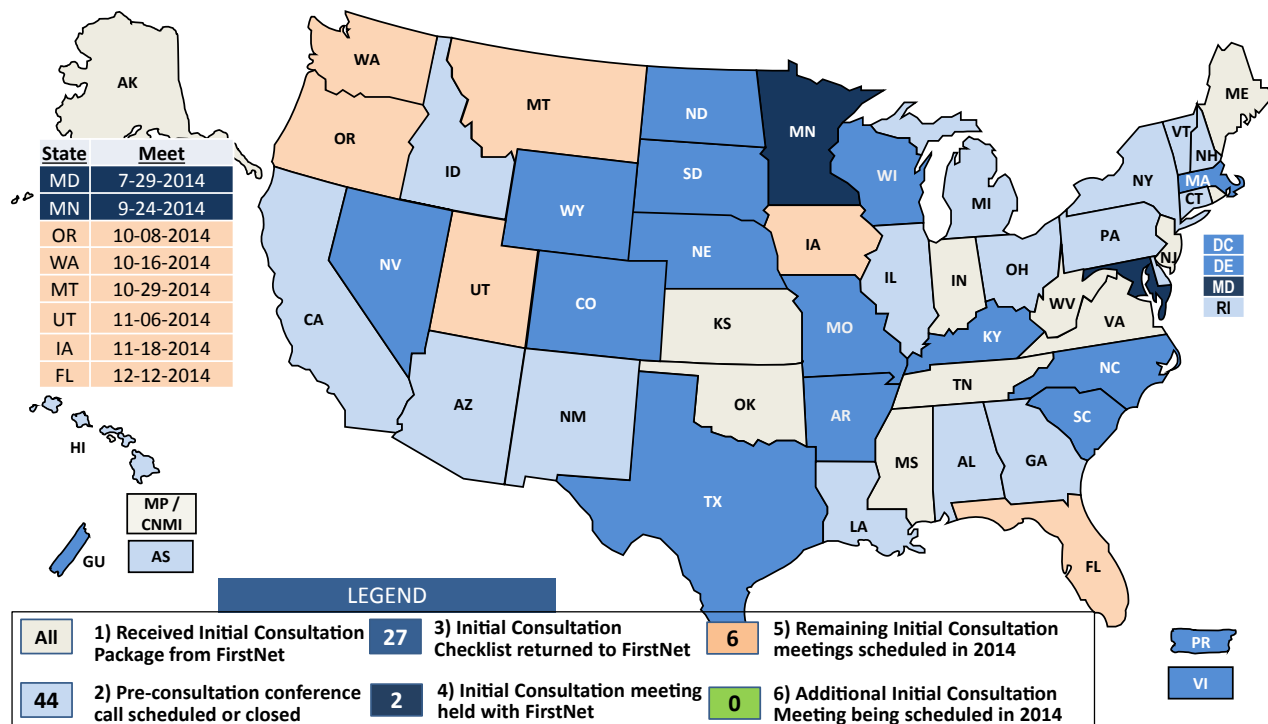 AK
WA
MT
ND
MN
ME
OR
ID
SD
WI
VT
NH
NY
MA
CT
MI
WY
State Meet
MD 7-29-2014
MN 9-24-2014
OR 10-08-2014
WA 10-16-2014
MT 10-29-2014
UT 11-06-2014
IA 11-18-2014
FL 12-12-2014
NE
IA
PA
NJ
NV
UT
CO
IL
IN
OH
DC
DE
MD
RI
CA
KS
MO
WV
VA
KY
AZ
NM
OK
AR
TN
NC
SC
MS
AL
GA
TX
LA
FL
HI
MP /
CNMI
GU
AS
PR
VI
LEGEND
All 1) Received Initial Consultation
Package from FirstNet
27 3) Initial Consultation
Checklist returned to FirstNet
6 5) Remaining Initial Consultation
meetings scheduled in 2014
44 2) Pre-consultation conference
call scheduled or closed
2 4) Initial Consultation meeting
held with FirstNet
0 6) Additional Initial Consultation
Meeting being scheduled in 2014